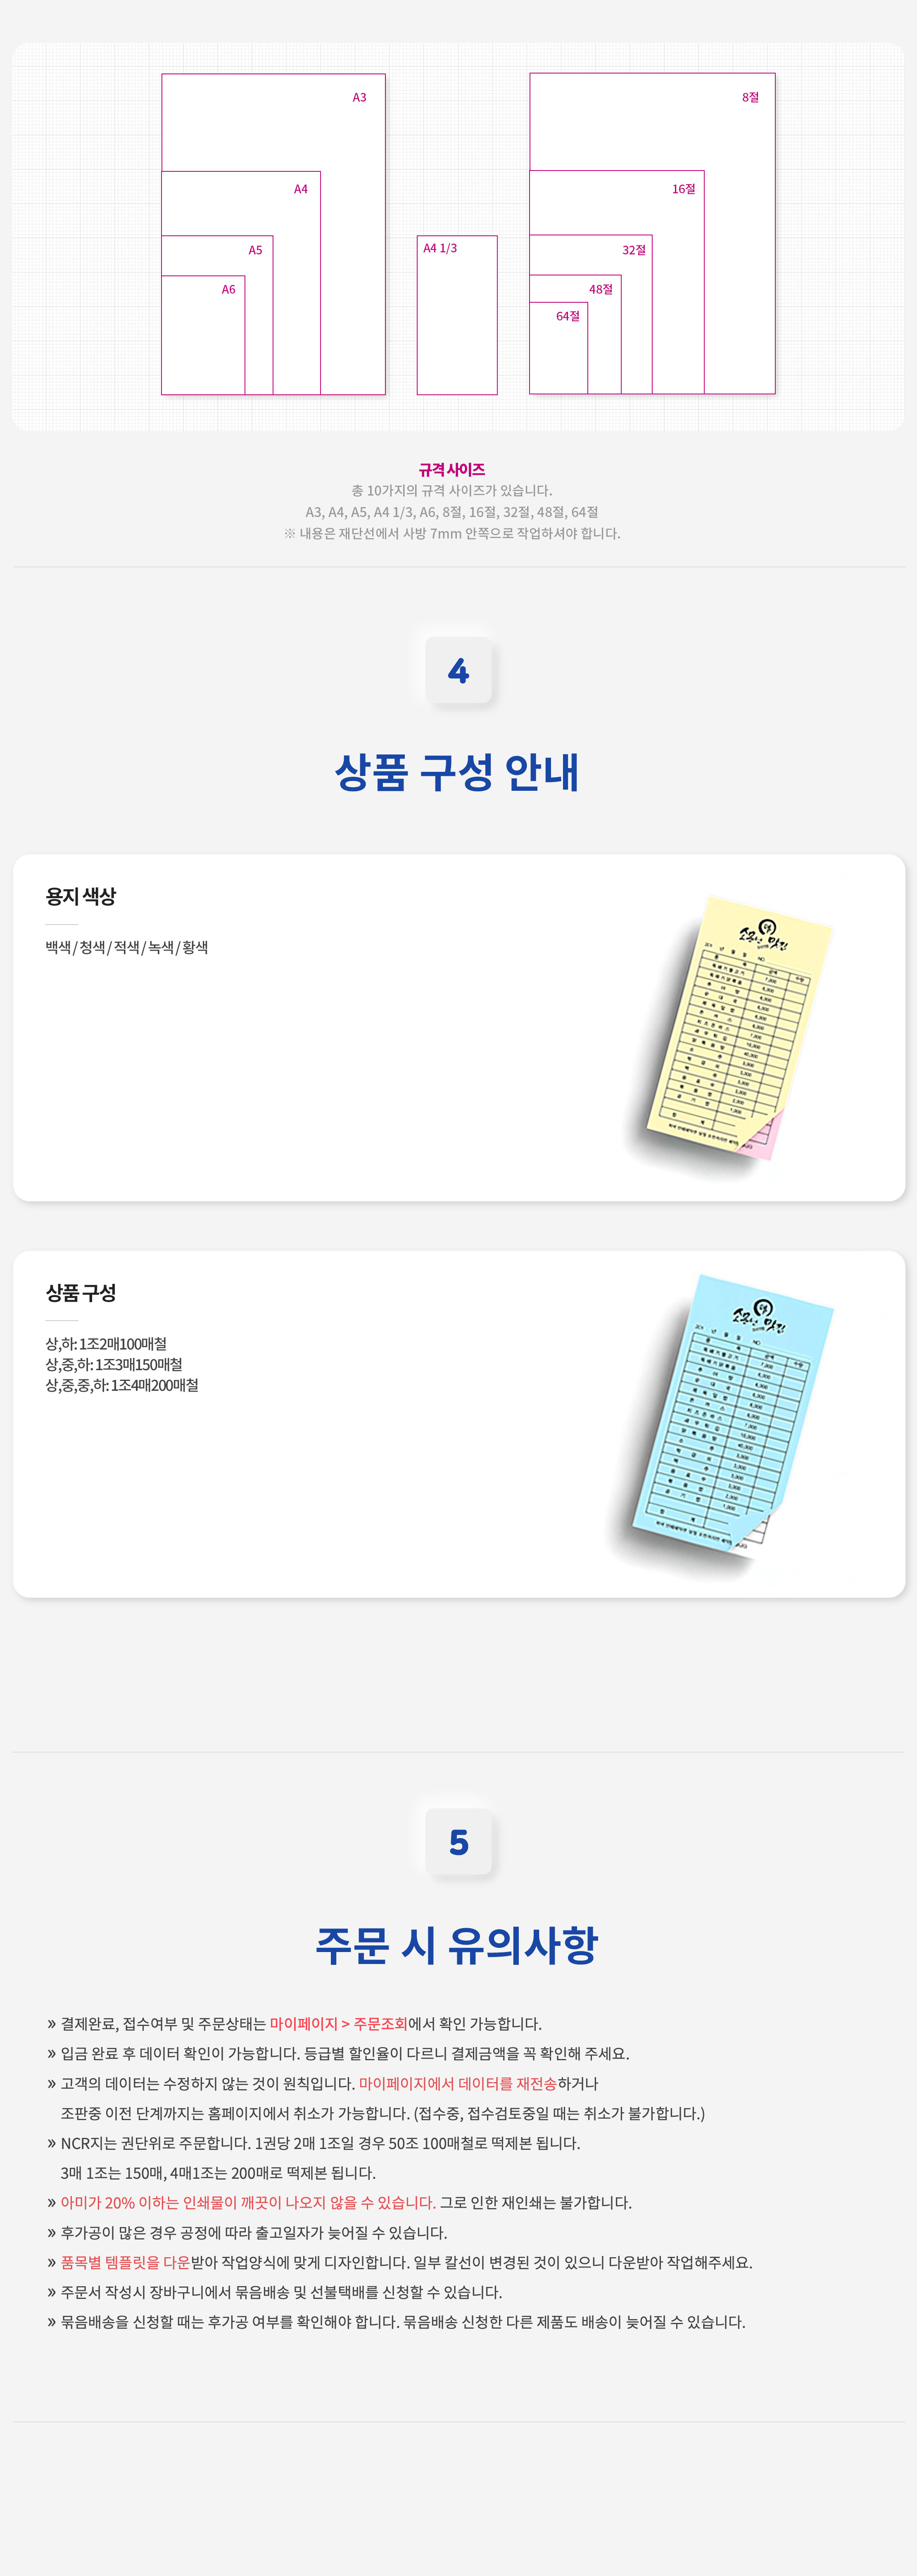 A3
8절
A4
16절
A5
A4 1/3
32절
A6
48절
64절
규격 사이즈
총 10가지의 규격 사이즈가 있습니다.
A3, A4, A5, A4 1/3, A6, 8절, 16절, 32절, 48절, 64절
※ 내용은 재단선에서 사방 7mm 안쪽으로 작업하셔야 합니다.
4
상품 구성 안내
용지 색상
백색 / 청색 / 적색 / 녹색 / 황색
상품 구성
상,하: 1조2매100매철
상,중,하: 1조3매150매철
상,중,중,하: 1조4매200매철
5
주문 시 유의사항
» 결제완료, 접수여부 및 주문상태는 마이페이지 > 주문조회에서 확인 가능합니다.
» 입금 완료 후 데이터 확인이 가능합니다. 등급별 할인율이 다르니 결제금액을 꼭 확인해 주세요.
» 고객의 데이터는 수정하지 않는 것이 원칙입니다. 마이페이지에서 데이터를 재전송하거나
조판중 이전 단계까지는 홈페이지에서 취소가 가능합니다. (접수중, 접수검토중일 때는 취소가 불가합니다.)
» NCR지는 권단위로 주문합니다. 1권당 2매 1조일 경우 50조 100매철로 떡제본 됩니다.
3매 1조는 150매, 4매1조는 200매로 떡제본 됩니다.
» 아미가 20% 이하는 인쇄물이 깨끗이 나오지 않을 수 있습니다. 그로 인한 재인쇄는 불가합니다.
» 후가공이 많은 경우 공정에 따라 출고일자가 늦어질 수 있습니다.
» 품목별 템플릿을 다운받아 작업양식에 맞게 디자인합니다. 일부 칼선이 변경된 것이 있으니 다운받아 작업해주세요.
» 주문서 작성시 장바구니에서 묶음배송 및 선불택배를 신청할 수 있습니다.
» 묶음배송을 신청할 때는 후가공 여부를 확인해야 합니다. 묶음배송 신청한 다른 제품도 배송이 늦어질 수 있습니다.